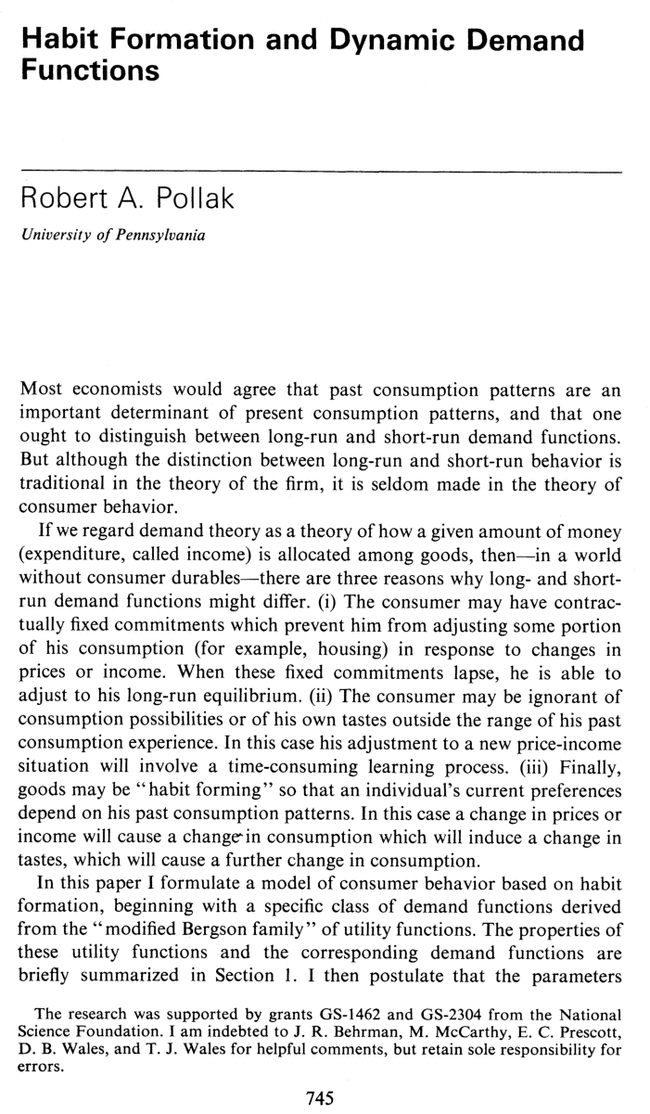 Habit Formation and Dynamic Demand
Functions
Robert A. Pollak
University of Pennsylvania
Most economists would agree that past consumption patterns are an
important determinant of present consumption patterns, and that one
ought to distinguish between long-run and short-run demand functions.
But although the distinction between long-run and short-run behavior is
traditional in the theory of the firm, it is seldom made in the theory of
consumer behavior.
If we regard demand theory as a theory of how a given amount of money
(expenditure, called income) is allocated among goods, then—in a world
without consumer durables—there are three reasons why long- and short-
run demand functions might differ. (i) The consumer may have contrac-
tually fixed commitments which prevent him from adjusting some portion
of his consumption (for example, housing) in response to changes in
prices or income. When these fixed commitments lapse, he is able to
adjust to his long-run equilibrium. (ii) The consumer may be ignorant of
consumption possibilities or of his own tastes outside the range of his past
consumption experience. In this case his adjustment to a new price-income
situation will involve a time-consuming learning process. (iii) Finally,
goods may be "habit forming" so that an individual's current preferences
depend on his past consumption patterns. In this case a change in prices or
income will cause a change in consumption which will induce a change in
tastes, which will cause a further change in consumption.
In this paper I formulate a model of consumer behavior based on habit
formation, beginning with a specific class of demand functions derived
from the "modified Bergson family" of utility functions. The properties of
these utility functions and the corresponding demand functions are
briefly summarized in Section 1. I then postulate that the parameters
The research was supported by grants GS-1462 and GS-2304 from the National
Science Foundation. I am indebted to J. R. Behrman, M. McCarthy, E. C. Prescott,
D. B. Wales, and T. J. Wales for helpful comments, but retain sole responsibility for
errors.
745